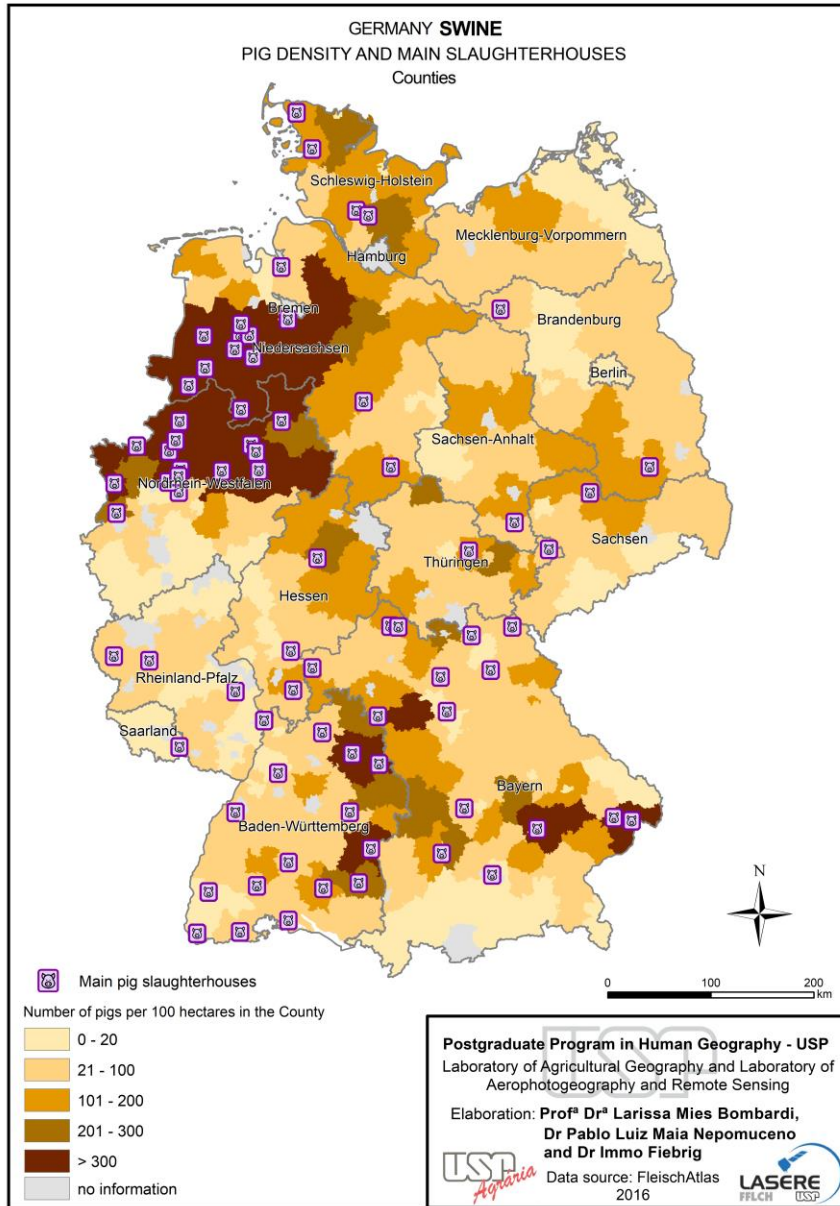 GERMANY SWINE
PIG DENSITY AND MAIN SLAUGHTERHOUSES
Counties
Schleswig-Holstein
Mecklenburg-Vorpommern
Hamburg
Bremen
Brandenburg
Niedersachsen
Berlin
Sachsen-Anhalt
Nordrhein-Westfalen
Sachsen
Thüringen
Hessen
Rheinland-Pfalz
Saarland
Bayern
Baden-Württemberg
N
0 100 200
km
Main pig slaughterhouses
Number of pigs per 100 hectares in the County
0 - 20
21 - 100
101 - 200
201 - 300
> 300
no information
USP
Postgraduate Program in Human Geography - USP
Laboratory of Agricultural Geography and Laboratory of
Aerophotogeography and Remote Sensing
Elaboration: Profª Drª Larissa Mies Bombardi,
Dr Pablo Luiz Maia Nepomuceno
and Dr Immo Fiebrig
Data source: FleischAtlas
2016
USP
Agrária
LASERE
FFLCH USP